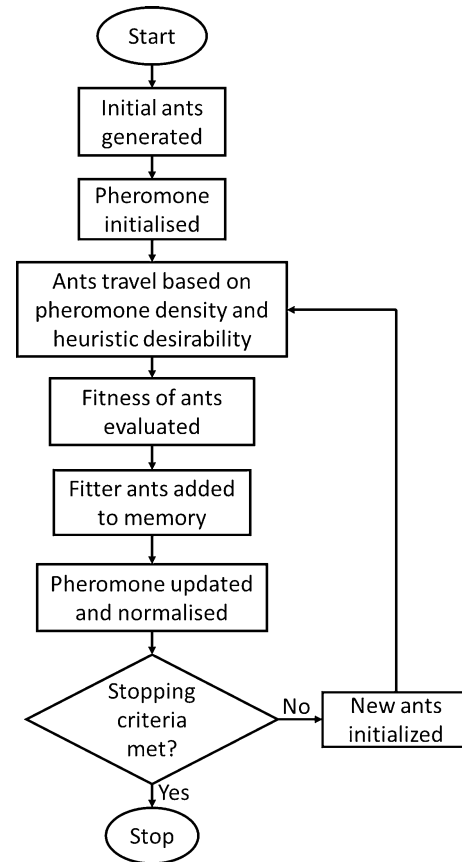 Start
Initial ants
generated
Pheromone
initialised
Ants travel based on
pheromone density and
heuristic desirability
Fitness of ants
evaluated
Fitter ants added
to memory
Pheromone updated
and normalised
Stopping
criteria
met?
No
New ants
initialized
Yes
Stop